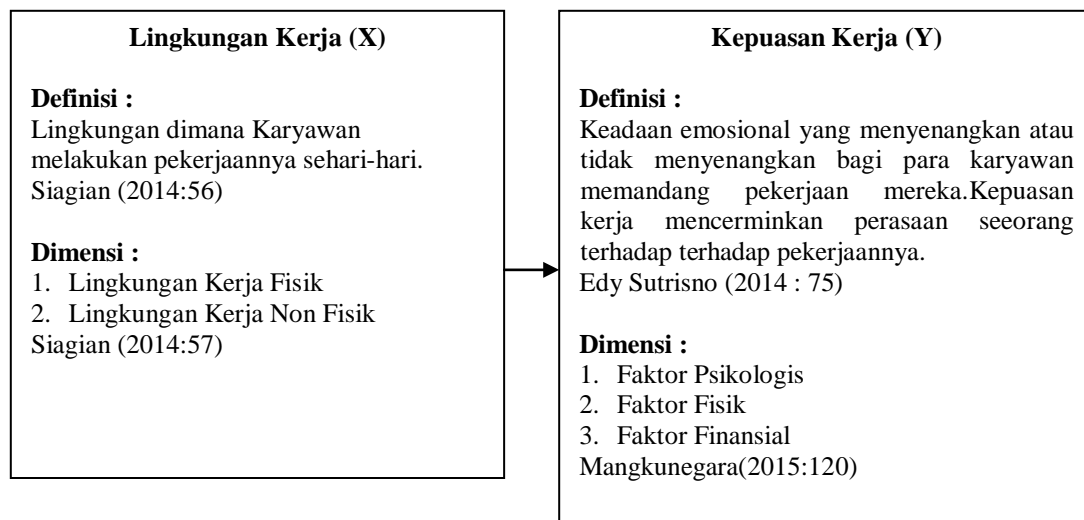 Lingkungan Kerja (X)
Definisi :
Lingkungan dimana Karyawan
melakukan pekerjaannya sehari-hari.
Siagian (2014:56)
Dimensi :
1. Lingkungan Kerja Fisik
2. Lingkungan Kerja Non Fisik
Siagian (2014:57)
Kepuasan Kerja (Y)
Definisi :
Keadaan emosional yang menyenangkan atau
tidak menyenangkan bagi para karyawan
memandang pekerjaan mereka.Kepuasan
kerja mencerminkan perasaan seeorang
terhadap terhadap pekerjaannya.
Edy Sutrisno (2014 : 75)
Dimensi :
1. Faktor Psikologis
2. Faktor Fisik
3. Faktor Finansial
Mangkunegara(2015:120)